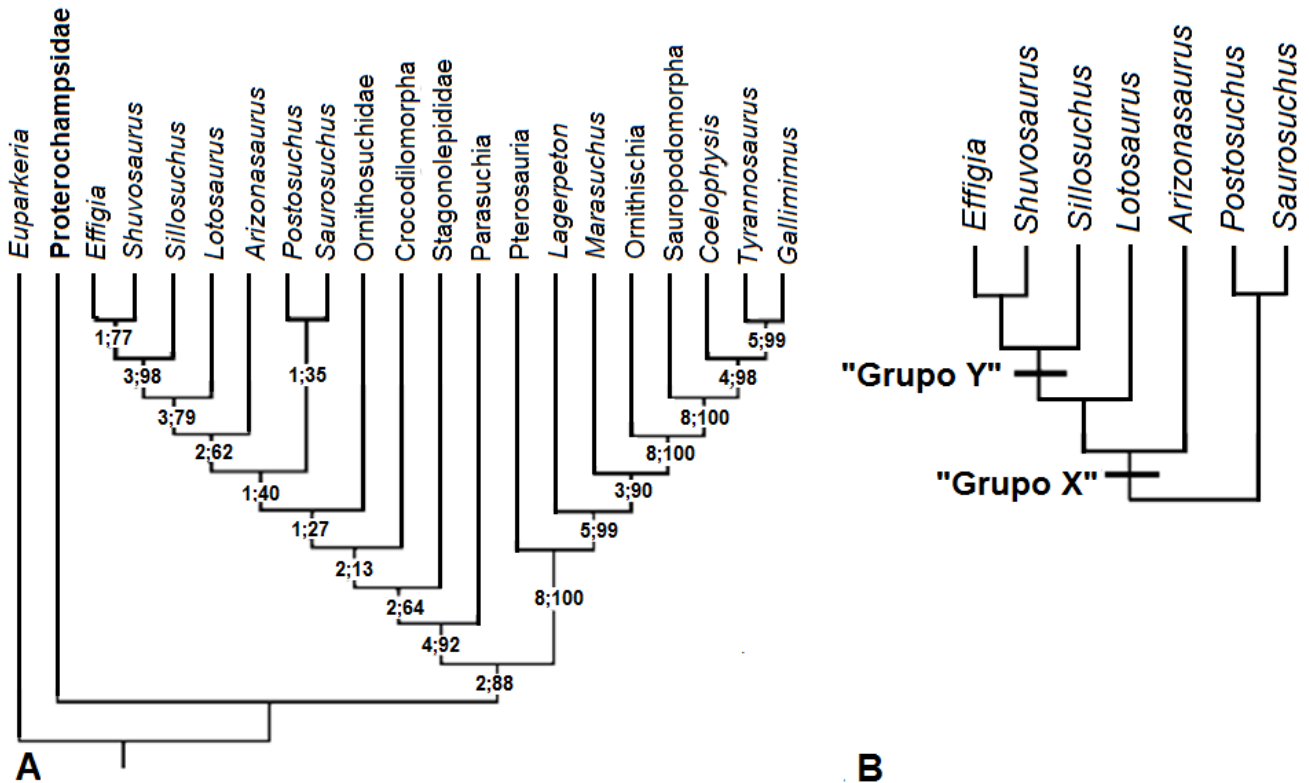 Euparkeria
Proterochampsidae
Effigia
Shuvosaurus
Sillosuchus
Lotosaurus
Arizonasaurus
Postosuchus
Saurosuchus
Ornithosuchidae
Crocodilomorpha
Stagonolepididae
Parasuchia
Pterosauria
Lagerpeton
Marasuchus
Ornithischia
Sauropodomorpha
Coelophysis
Tyrannosaurus
Gallimimus
1;77
5;99
3;98
1;35
4;98
3;79
8;100
2;62
8;100
1;40
3;90
1;27
5;99
2;13
2;64
8;100
4;92
2;88
A
Effigia
Shuvosaurus
Sillosuchus
Lotosaurus
Arizonasaurus
Postosuchus
Saurosuchus
"Grupo Y"
"Grupo X"
B